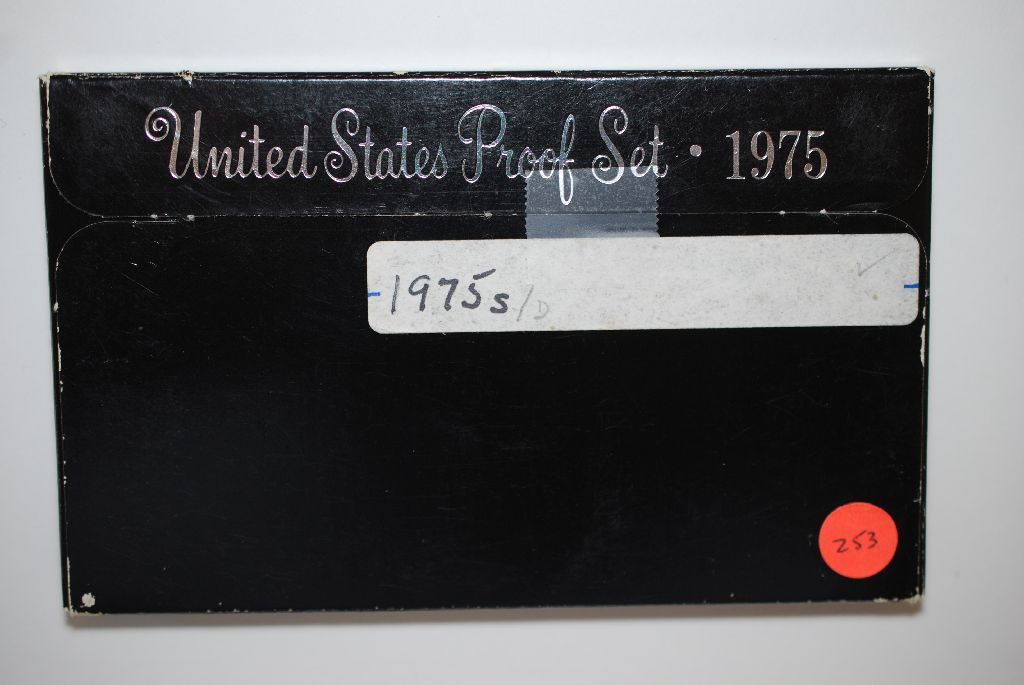 United States Proof Set • 1975
1975s/D
253